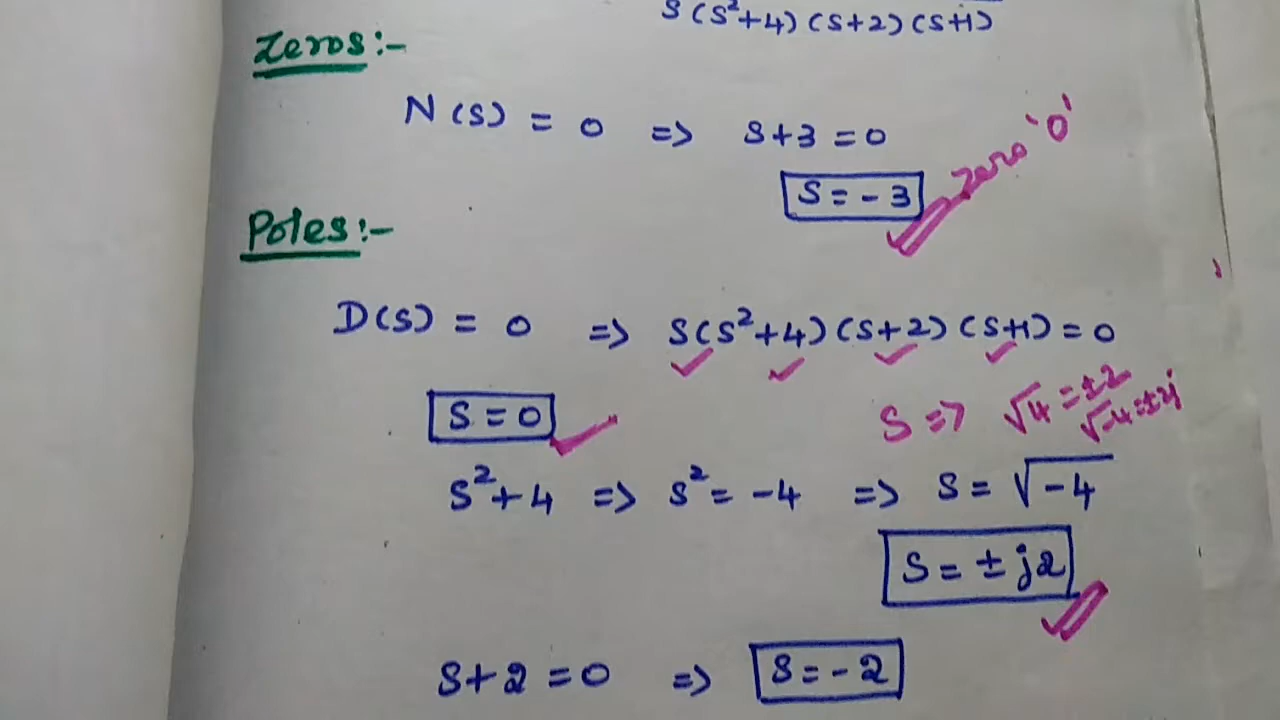 S(S²+4)(S+2)(S+1)
Zeros:-
N(S) = 0 => S+3 = 0
S = -3 zero '0'
Poles:-
D(S) = 0 => S(S²+4)(S+2)(S+1) = 0
S => √4 = ±2
√-4 = ±2j
S = 0
S²+4 => S² = -4 => S = √-4
S = ± j2
S+2 = 0 => S = -2